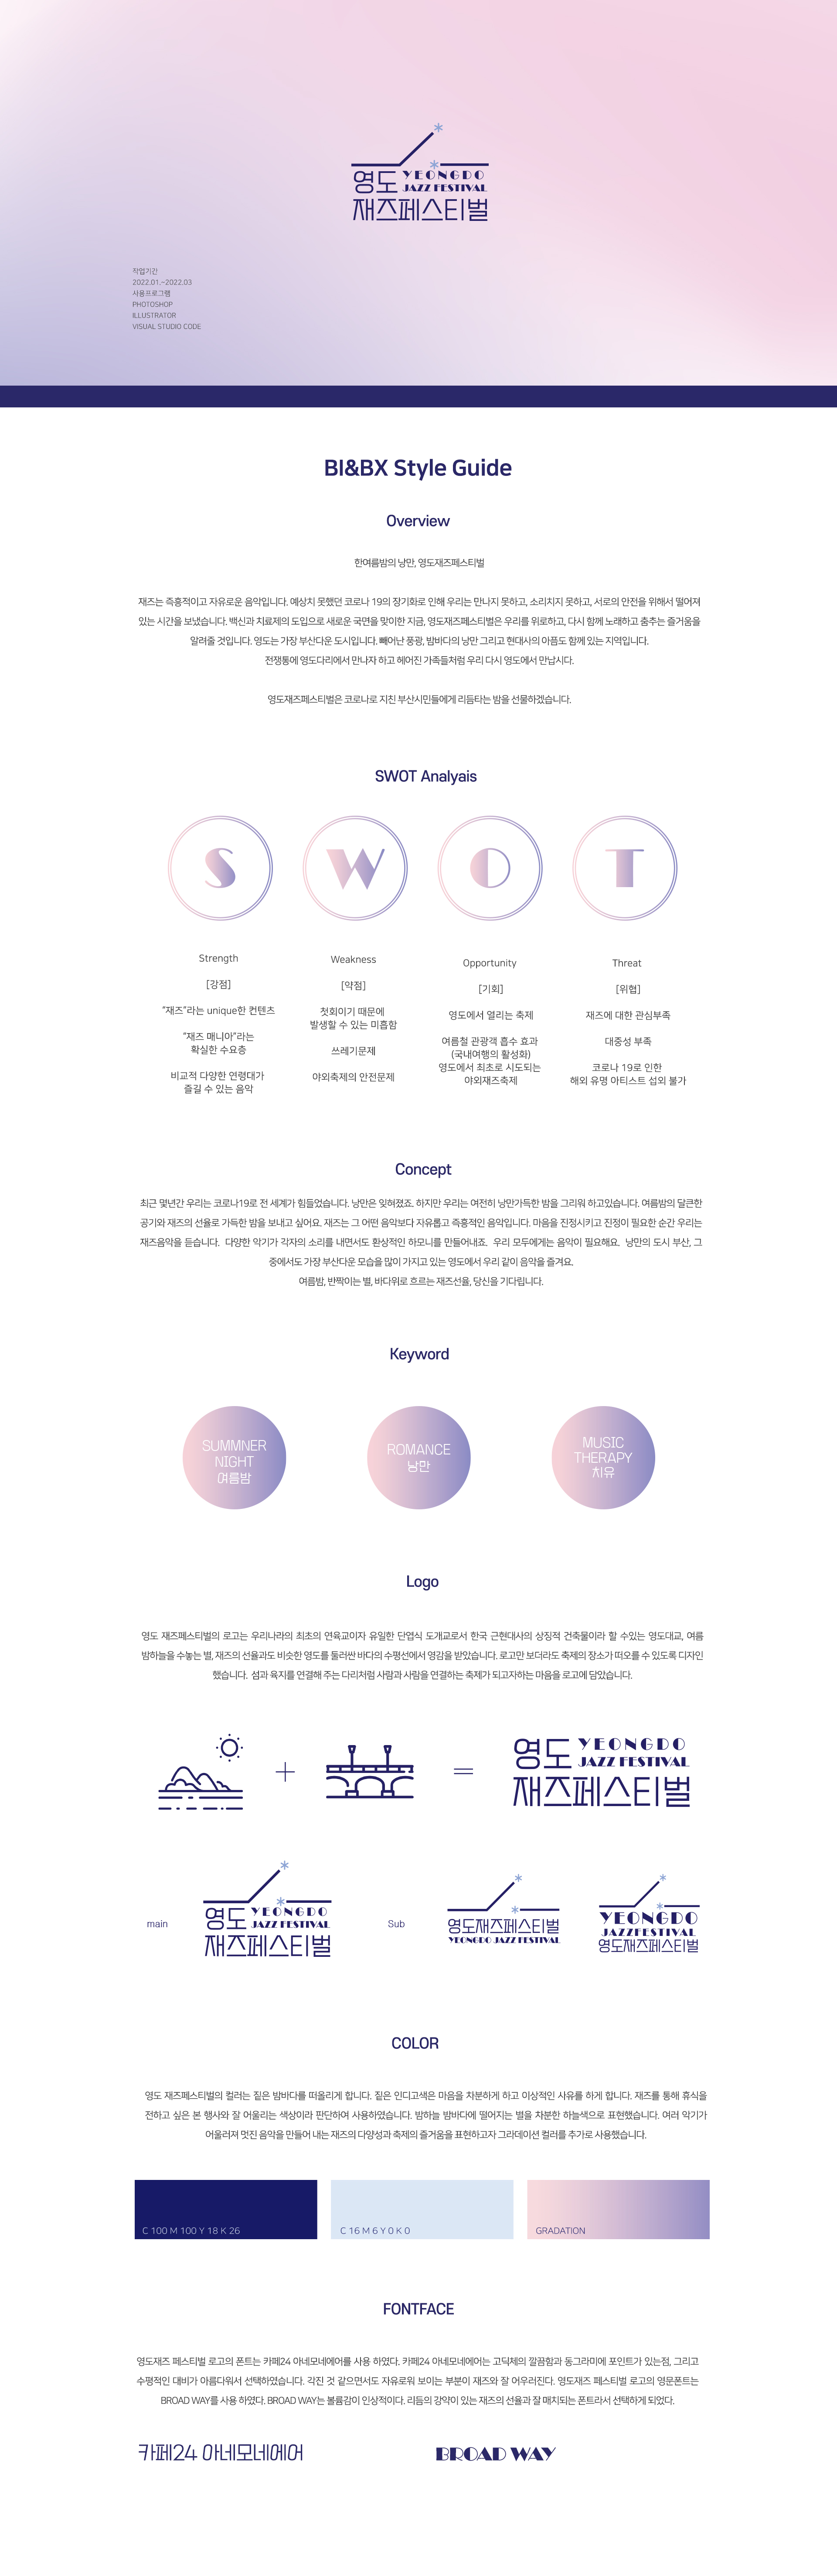 영도 YEONGDO
JAZZ FESTIVAL
재즈페스티벌
작업기간
2022.01.~2022.03
사용프로그램
PHOTOSHOP
ILLUSTRATOR
VISUAL STUDIO CODE
BI&BX Style Guide
Overview
한여름밤의 낭만, 영도재즈페스티벌
재즈는 즉흥적이고 자유로운 음악입니다. 예상치 못했던 코로나 19의 장기화로 인해 우리는 만나지 못하고, 소리치지 못하고, 서로의 안전을 위해서 떨어져
있는 시간을 보냈습니다. 백신과 치료제의 도입으로 새로운 국면을 맞이한 지금, 영도재즈페스티벌은 우리를 위로하고, 다시 함께 노래하고 춤추는 즐거움을
알려줄 것입니다. 영도는 가장 부산다운 도시입니다. 빼어난 풍광, 밤바다의 낭만 그리고 현대사의 아픔도 함께 있는 지역입니다.
전쟁통에 영도다리에서 만나자 하고 헤어진 가족들처럼 우리 다시 영도에서 만납시다.
영도재즈페스티벌은 코로나로 지친 부산시민들에게 리듬타는 밤을 선물하겠습니다.
SWOT Analyais
S W O T
Strength
[강점]
"재즈"라는 unique한 컨텐츠
"재즈 매니아"라는
확실한 수요층
비교적 다양한 연령대가
즐길 수 있는 음악
Weakness
[약점]
첫회이기 때문에
발생할 수 있는 미흡함
쓰레기문제
야외축제의 안전문제
Opportunity
[기회]
영도에서 열리는 축제
여름철 관광객 흡수 효과
(국내여행의 활성화)
영도에서 최초로 시도되는
야외재즈축제
Threat
[위협]
재즈에 대한 관심부족
대중성 부족
코로나 19로 인한
해외 유명 아티스트 섭외 불가
Concept
최근 몇년간 우리는 코로나19로 전 세계가 힘들었습니다. 낭만은 잊혀졌죠. 하지만 우리는 여전히 낭만가득한 밤을 그리워 하고있습니다. 여름밤의 달큰한
공기와 재즈의 선율로 가득한 밤을 보내고 싶어요. 재즈는 그 어떤 음악보다 자유롭고 즉흥적인 음악입니다. 마음을 진정시키고 진정이 필요한 순간 우리는
재즈음악을 듣습니다. 다양한 악기가 각자의 소리를 내면서도 환상적인 하모니를 만들어내죠. 우리 모두에게는 음악이 필요해요. 낭만의 도시 부산, 그
중에서도 가장 부산다운 모습을 많이 가지고 있는 영도에서 우리 같이 음악을 즐겨요.
여름밤, 반짝이는 별, 바다위로 흐르는 재즈선율, 당신을 기다립니다.
Keyword
SUMMNER
NIGHT
여름밤
ROMANCE
낭만
MUSIC
THERAPY
치유
Logo
영도 재즈페스티벌의 로고는 우리나라의 최초의 연육교이자 유일한 단엽식 도개교로서 한국 근현대사의 상징적 건축물이라 할 수있는 영도대교, 여름
밤하늘을 수놓는 별, 재즈의 선율과도 비슷한 영도를 둘러싼 바다의 수평선에서 영감을 받았습니다. 로고만 보더라도 축제의 장소가 떠오를 수 있도록 디자인
했습니다. 섬과 육지를 연결해 주는 다리처럼 사람과 사람을 연결하는 축제가 되고자하는 마음을 로고에 담았습니다.
+ =
영도 YEONGDO
JAZZ FESTIVAL
재즈페스티벌
main
영도 YEONGDO
JAZZ FESTIVAL
재즈페스티벌
Sub
영도재즈페스티벌
YEONGDO JAZZ FESTIVAL
YEONGDO
JAZZFESTIVAL
영도재즈페스티벌
COLOR
영도 재즈페스티벌의 컬러는 짙은 밤바다를 떠올리게 합니다. 짙은 인디고색은 마음을 차분하게 하고 이상적인 사유를 하게 합니다. 재즈를 통해 휴식을
전하고 싶은 본 행사와 잘 어울리는 색상이라 판단하여 사용하였습니다. 밤하늘 밤바다에 떨어지는 별을 차분한 하늘색으로 표현했습니다. 여러 악기가
어울려져 멋진 음악을 만들어 내는 재즈의 다양성과 축제의 즐거움을 표현하고자 그라데이션 컬러를 추가로 사용했습니다.
C 100 M 100 Y 18 K 26
C 16 M 6 Y 0 K 0
GRADATION
FONTFACE
영도재즈 페스티벌 로고의 폰트는 카페24 아네모네에어를 사용 하였다. 카페24 아네모네에어는 고딕체의 깔끔함과 동그라미에 포인트가 있는점, 그리고
수평적인 대비가 아름다워서 선택하였습니다. 각진 것 같으면서도 자유로워 보이는 부분이 재즈와 잘 어우러진다. 영도재즈 페스티벌 로고의 영문폰트는
BROAD WAY를 사용 하였다. BROAD WAY는 볼륨감이 인상적이다. 리듬의 강약이 있는 재즈의 선율과 잘 매치되는 폰트라서 선택하게 되었다.
카페24 아네모네에어
BROAD WAY